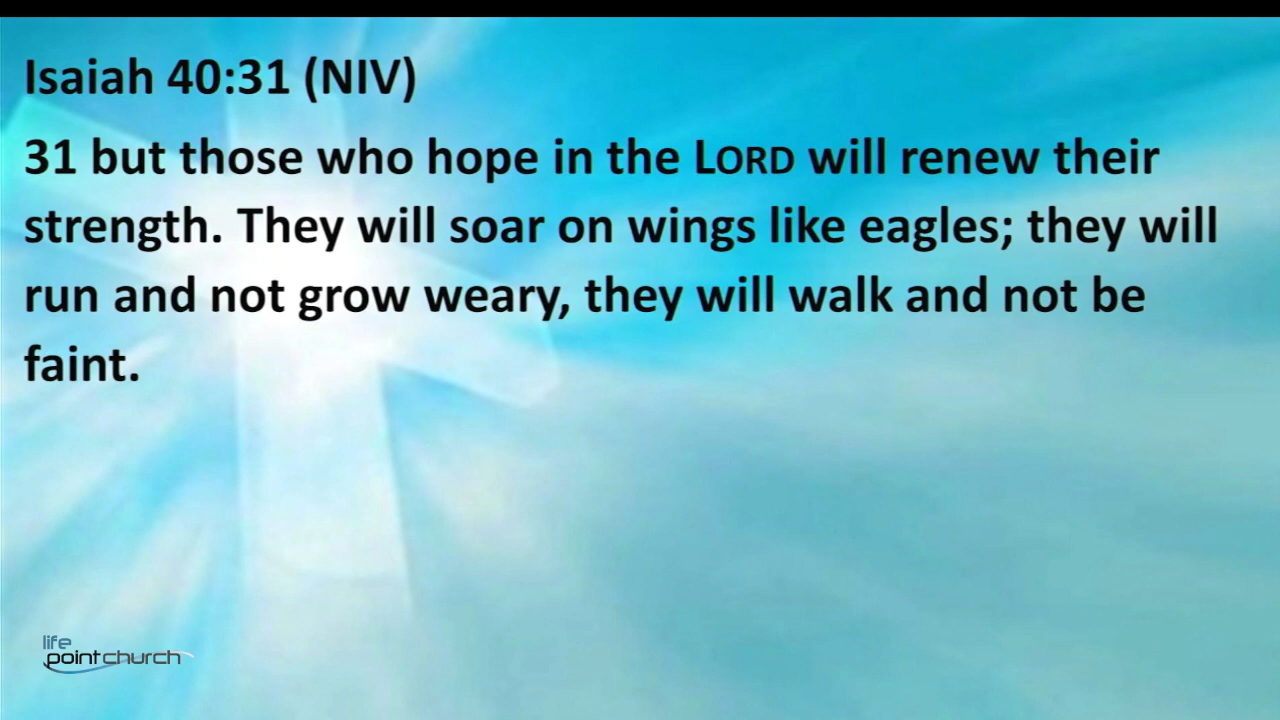 Isaiah 40:31 (NIV)
31 but those who hope in the LORD will renew their
strength. They will soar on wings like eagles; they will
run and not grow weary, they will walk and not be
faint.
life
pointchurch